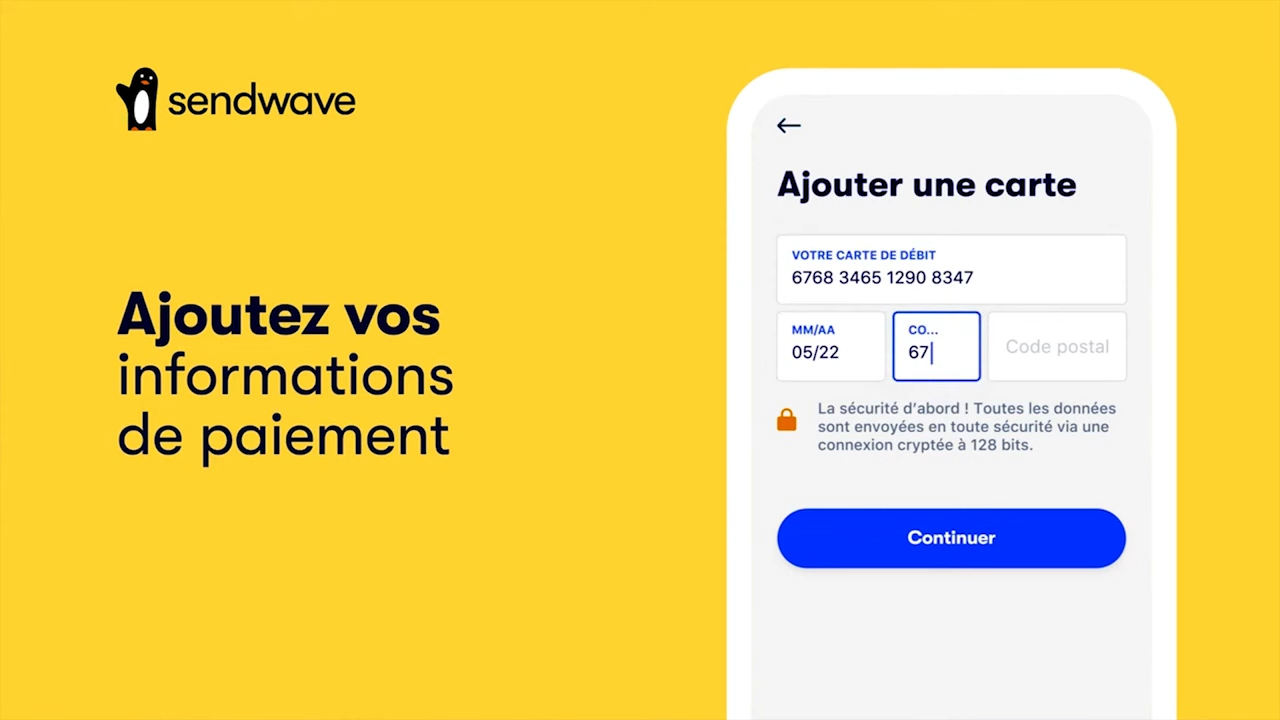 sendwave
Ajoutez vos
informations
de paiement
Ajouter une carte
VOTRE CARTE DE DÉBIT
6768 3465 1290 8347
MM/AA
05/22
CO...
67
Code postal
La sécurité d'abord ! Toutes les données
sont envoyées en toute sécurité via une
connexion cryptée à 128 bits.
Continuer